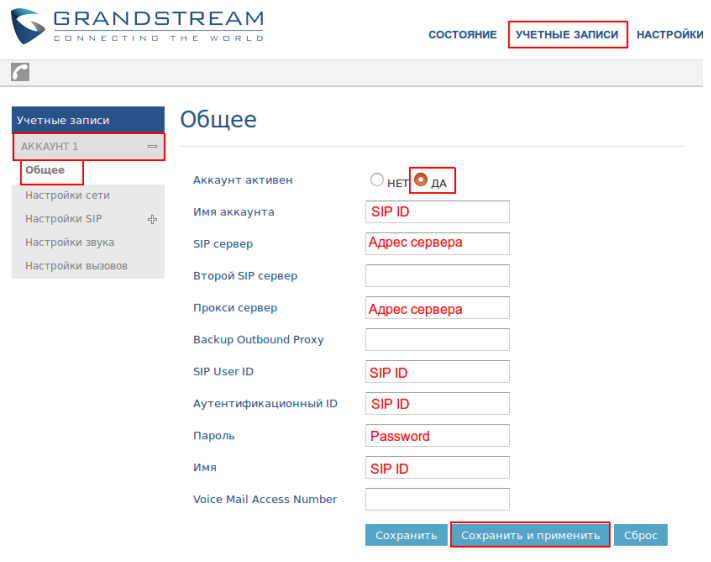 GRANDSTREAM
CONNECTING THE WORLD
СОСТОЯНИЕ УЧЕТНЫЕ ЗАПИСИ НАСТРОЙКИ
Учетные записи
АККАУНТ 1
Общее
Настройки сети
Настройки SIP
Настройки звука
Настройки вызовов
Общее
Аккаунт активен НЕТ ДА
Имя аккаунта SIP ID
SIP сервер Адрес сервера
Второй SIP сервер
Прокси сервер Адрес сервера
Backup Outbound Proxy
SIP User ID SIP ID
Аутентификационный ID SIP ID
Пароль Password
Имя SIP ID
Voice Mail Access Number
Сохранить Сохранить и применить Сброс